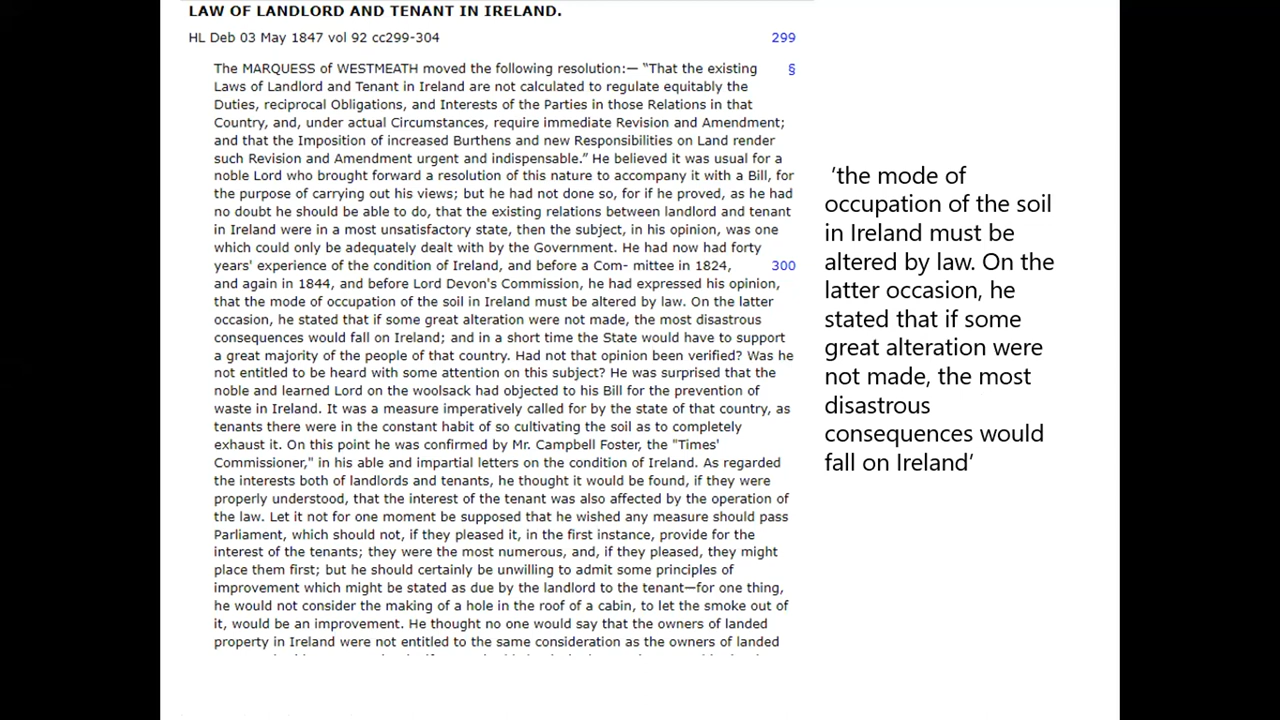 LAW OF LANDLORD AND TENANT IN IRELAND.
HL Deb 03 May 1847 vol 92 cc299-304 299
The MARQUESS of WESTMEATH moved the following resolution:— "That the existing §
Laws of Landlord and Tenant in Ireland are not calculated to regulate equitably the
Duties, reciprocal Obligations, and Interests of the Parties in those Relations in that
Country, and, under actual Circumstances, require immediate Revision and Amendment;
and that the Imposition of increased Burthens and new Responsibilities on Land render
such Revision and Amendment urgent and indispensable." He believed it was usual for a
noble Lord who brought forward a resolution of this nature to accompany it with a Bill, for
the purpose of carrying out his views; but he had not done so, for if he proved, as he had
no doubt he should be able to do, that the existing relations between landlord and tenant
in Ireland were in a most unsatisfactory state, then the subject, in his opinion, was one
which could only be adequately dealt with by the Government. He had now had forty
years' experience of the condition of Ireland, and before a Com- mittee in 1824, 300
and again in 1844, and before Lord Devon's Commission, he had expressed his opinion,
that the mode of occupation of the soil in Ireland must be altered by law. On the latter
occasion, he stated that if some great alteration were not made, the most disastrous
consequences would fall on Ireland; and in a short time the State would have to support
a great majority of the people of that country. Had not that opinion been verified? Was he
not entitled to be heard with some attention on this subject? He was surprised that the
noble and learned Lord on the woolsack had objected to his Bill for the prevention of
waste in Ireland. It was a measure imperatively called for by the state of that country, as
tenants there were in the constant habit of so cultivating the soil as to completely
exhaust it. On this point he was confirmed by Mr. Campbell Foster, the "Times'
Commissioner," in his able and impartial letters on the condition of Ireland. As regarded
the interests both of landlords and tenants, he thought it would be found, if they were
properly understood, that the interest of the tenant was also affected by the operation of
the law. Let it not for one moment be supposed that he wished any measure should pass
Parliament, which should not, if they pleased it, in the first instance, provide for the
interest of the tenants; they were the most numerous, and, if they pleased, they might
place them first; but he should certainly be unwilling to admit some principles of
improvement which might be stated as due by the landlord to the tenant—for one thing,
he would not consider the making of a hole in the roof of a cabin, to let the smoke out of
it, would be an improvement. He thought no one would say that the owners of landed
property in Ireland were not entitled to the same consideration as the owners of landed
'the mode of
occupation of the soil
in Ireland must be
altered by law. On the
latter occasion, he
stated that if some
great alteration were
not made, the most
disastrous
consequences would
fall on Ireland'